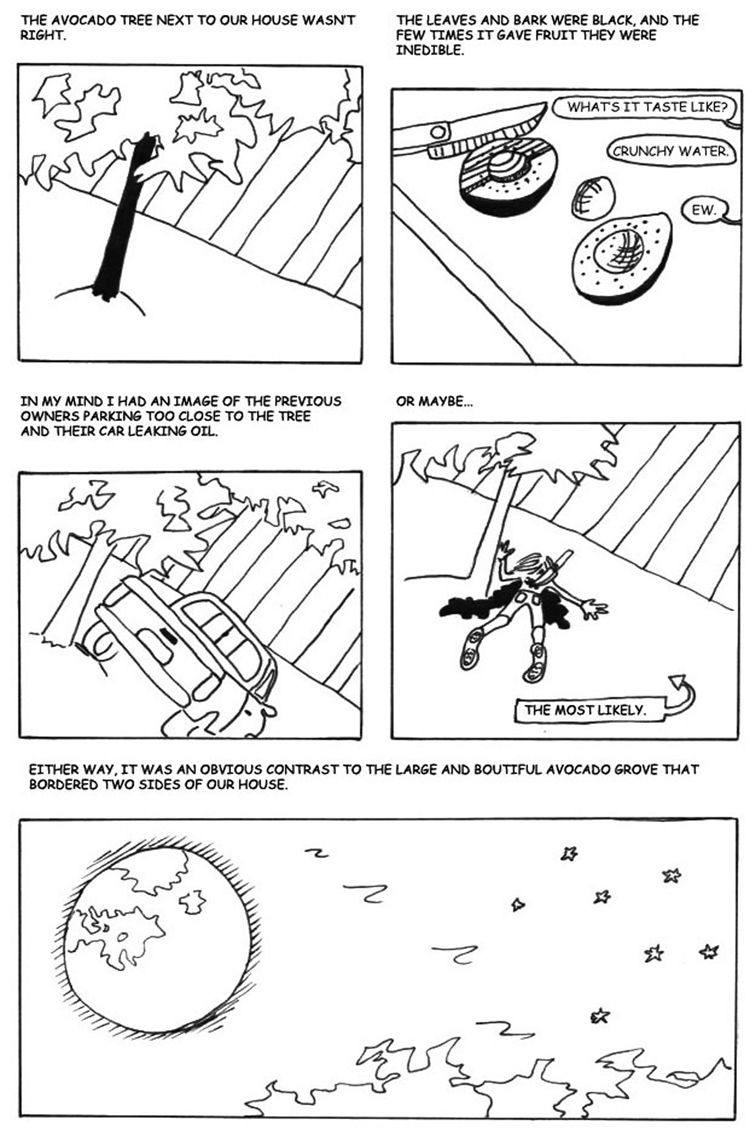 THE AVOCADO TREE NEXT TO OUR HOUSE WASN'T
RIGHT.
THE LEAVES AND BARK WERE BLACK, AND THE
FEW TIMES IT GAVE FRUIT THEY WERE
INEDIBLE.
WHAT'S IT TASTE LIKE?
CRUNCHY WATER.
EW.
IN MY MIND I HAD AN IMAGE OF THE PREVIOUS
OWNERS PARKING TOO CLOSE TO THE TREE
AND THEIR CAR LEAKING OIL.
OR MAYBE...
THE MOST LIKELY.
EITHER WAY, IT WAS AN OBVIOUS CONTRAST TO THE LARGE AND BOUTIFUL AVOCADO GROVE THAT
BORDERED TWO SIDES OF OUR HOUSE.